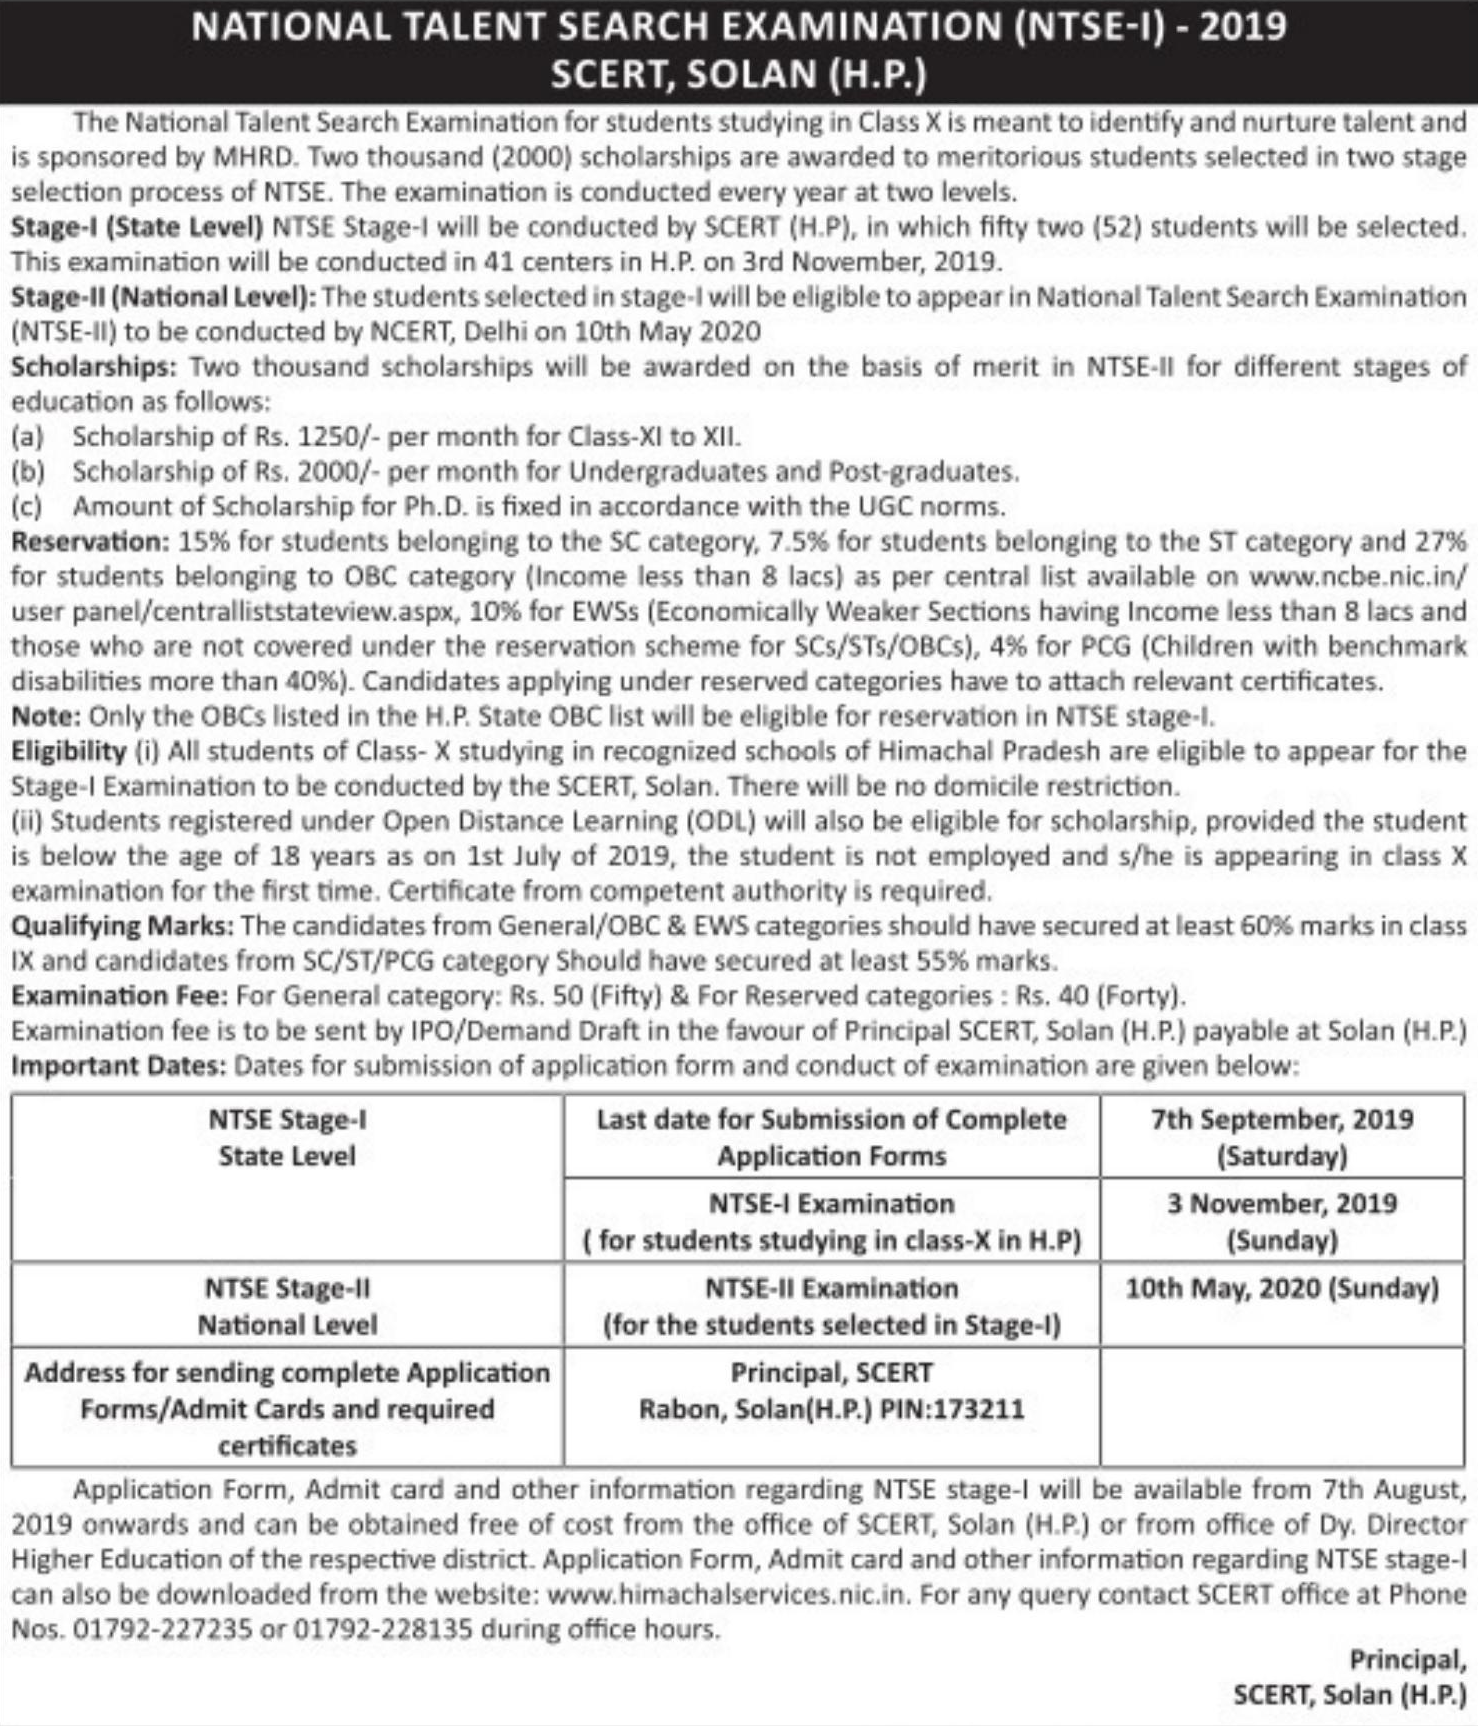 NATIONAL TALENT SEARCH EXAMINATION (NTSE-I) - 2019
SCERT, SOLAN (H.P.)
The National Talent Search Examination for students studying in Class X is meant to identify and nurture talent and
is sponsored by MHRD. Two thousand (2000) scholarships are awarded to meritorious students selected in two stage
selection process of NTSE. The examination is conducted every year at two levels.
Stage-I (State Level) NTSE Stage-I will be conducted by SCERT (H.P), in which fifty two (52) students will be selected.
This examination will be conducted in 41 centers in H.P. on 3rd November, 2019.
Stage-II (National Level): The students selected in stage-I will be eligible to appear in National Talent Search Examination
(NTSE-II) to be conducted by NCERT, Delhi on 10th May 2020
Scholarships: Two thousand scholarships will be awarded on the basis of merit in NTSE-II for different stages of
education as follows:
(a) Scholarship of Rs. 1250/- per month for Class-XI to XII.
(b) Scholarship of Rs. 2000/- per month for Undergraduates and Post-graduates.
(c) Amount of Scholarship for Ph.D. is fixed in accordance with the UGC norms.
Reservation: 15% for students belonging to the SC category, 7.5% for students belonging to the ST category and 27%
for students belonging to OBC category (Income less than 8 lacs) as per central list available on www.ncbe.nic.in/
user panel/centralliststateview.aspx, 10% for EWSs (Economically Weaker Sections having Income less than 8 lacs and
those who are not covered under the reservation scheme for SCs/STs/OBCs), 4% for PCG (Children with benchmark
disabilities more than 40%). Candidates applying under reserved categories have to attach relevant certificates.
Note: Only the OBCs listed in the H.P. State OBC list will be eligible for reservation in NTSE stage-I.
Eligibility (i) All students of Class- X studying in recognized schools of Himachal Pradesh are eligible to appear for the
Stage-I Examination to be conducted by the SCERT, Solan. There will be no domicile restriction.
(ii) Students registered under Open Distance Learning (ODL) will also be eligible for scholarship, provided the student
is below the age of 18 years as on 1st July of 2019, the student is not employed and s/he is appearing in class X
examination for the first time. Certificate from competent authority is required.
Qualifying Marks: The candidates from General/OBC & EWS categories should have secured at least 60% marks in class
IX and candidates from SC/ST/PCG category Should have secured at least 55% marks.
Examination Fee: For General category: Rs. 50 (Fifty) & For Reserved categories : Rs. 40 (Forty).
Examination fee is to be sent by IPO/Demand Draft in the favour of Principal SCERT, Solan (H.P.) payable at Solan (H.P.)
Important Dates: Dates for submission of application form and conduct of examination are given below:
NTSE Stage-I
State Level
Last date for Submission of Complete
Application Forms
7th September, 2019
(Saturday)
NTSE-I Examination
( for students studying in class-X in H.P)
3 November, 2019
(Sunday)
NTSE Stage-II
National Level
NTSE-II Examination
(for the students selected in Stage-I)
10th May, 2020 (Sunday)
Address for sending complete Application
Forms/Admit Cards and required
certificates
Principal, SCERT
Rabon, Solan(H.P.) PIN:173211
Application Form, Admit card and other information regarding NTSE stage-I will be available from 7th August,
2019 onwards and can be obtained free of cost from the office of SCERT, Solan (H.P.) or from office of Dy. Director
Higher Education of the respective district. Application Form, Admit card and other information regarding NTSE stage-I
can also be downloaded from the website: www.himachalservices.nic.in. For any query contact SCERT office at Phone
Nos. 01792-227235 or 01792-228135 during office hours.
Principal,
SCERT, Solan (H.P.)